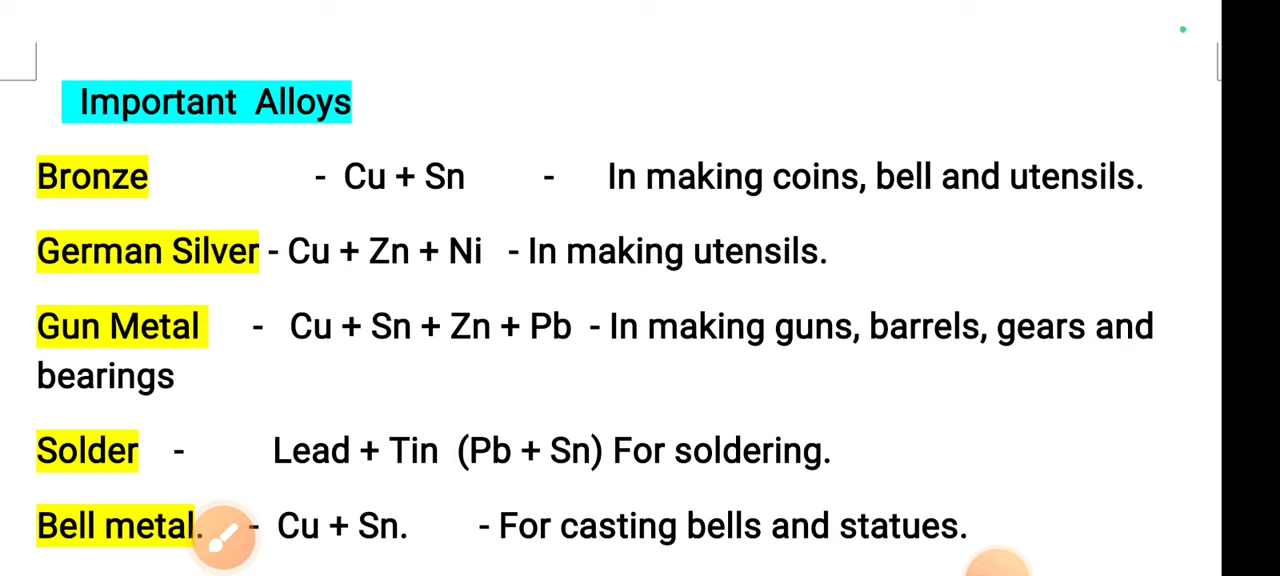 Important Alloys
Bronze - Cu + Sn - In making coins, bell and utensils.
German Silver - Cu + Zn + Ni - In making utensils.
Gun Metal - Cu + Sn + Zn + Pb - In making guns, barrels, gears and
bearings
Solder - Lead + Tin (Pb + Sn) For soldering.
Bell metal. - Cu + Sn. - For casting bells and statues.